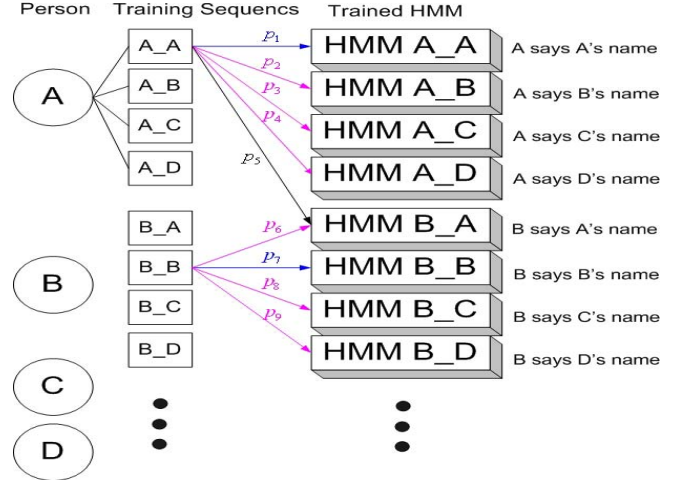 Person Training Sequencs Trained HMM
A_A p1 HMM A_A A says A's name
A
A_B p2 HMM A_B A says B's name
p3
A_C p4 HMM A_C A says C's name
A_D p5 HMM A_D A says D's name
B_A p6 HMM B_A B says A's name
B
B_B p7 HMM B_B B says B's name
B_C p8 HMM B_C B says C's name
p9
B_D HMM B_D B says D's name
C
D